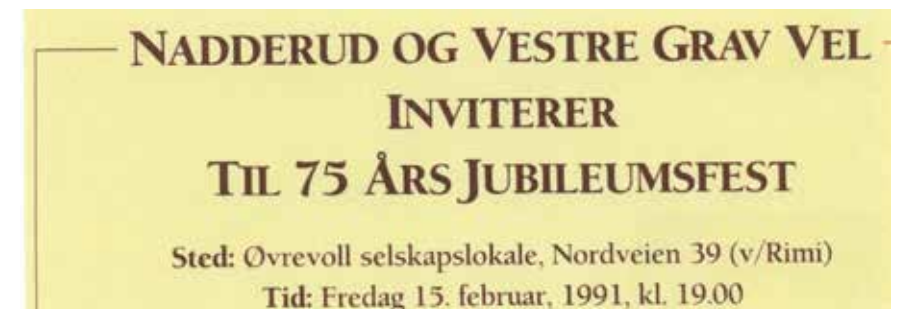 NADDERUD OG VESTRE GRAV VEL
INVITERER
TIL 75 ÅRS JUBILEUMSFEST
Sted: Øvrevoll selskapslokale, Nordveien 39 (v/Rimi)
Tid: Fredag 15. februar, 1991, kl. 19.00